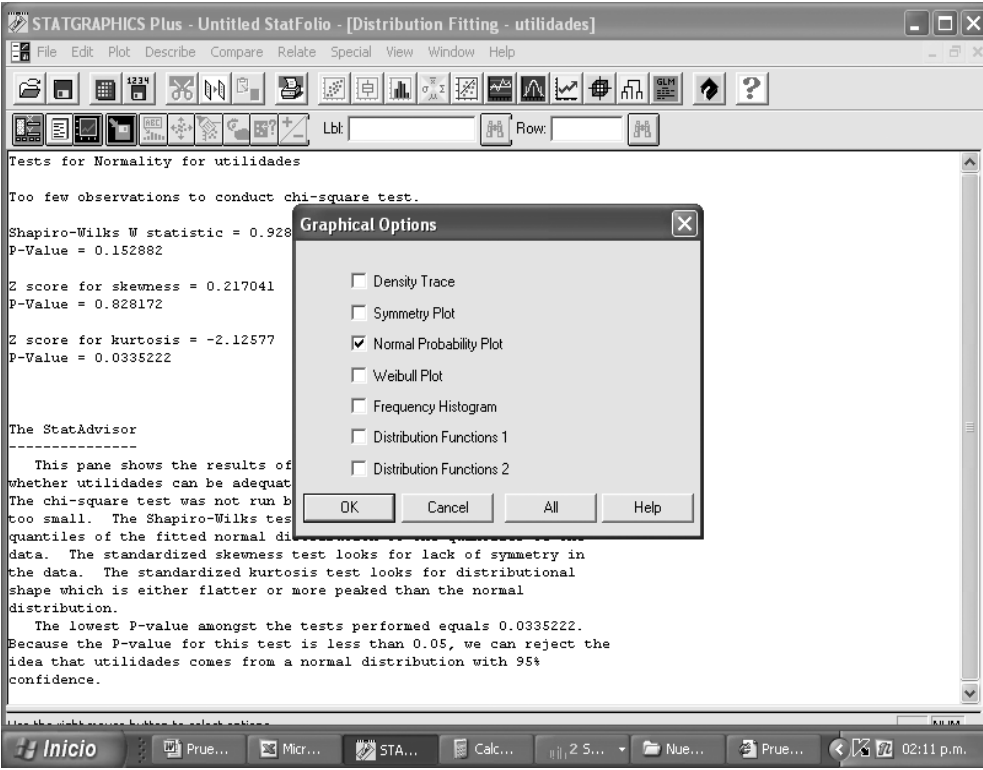 STATGRAPHICS Plus - Untitled StatFolio - [Distribution Fitting - utilidades]
File Edit Plot Describe Compare Relate Special View Window Help
1234
GLM
Lbl: Row:
Tests for Normality for utilidades
Too few observations to conduct chi-square test.
Shapiro-Wilks W statistic = 0.928
P-Value = 0.152882
Z score for skewness = 0.217041
P-Value = 0.828172
Z score for kurtosis = -2.12577
P-Value = 0.0335222
The StatAdvisor
---------------
This pane shows the results of
whether utilidades can be adequat
The chi-square test was not run b
too small. The Shapiro-Wilks tes
quantiles of the fitted normal
data. The standardized skewness test looks for lack of symmetry in
the data. The standardized kurtosis test looks for distributional
shape which is either flatter or more peaked than the normal
distribution.
The lowest P-value amongst the tests performed equals 0.0335222.
Because the P-value for this test is less than 0.05, we can reject the
idea that utilidades comes from a normal distribution with 95%
confidence.
Graphical Options
Density Trace
Symmetry Plot
Normal Probability Plot
Weibull Plot
Frequency Histogram
Distribution Functions 1
Distribution Functions 2
OK Cancel All Help
Inicio Prue... Micr... STA... Calc... 2 S... Nue... Prue... 02:11 p.m.